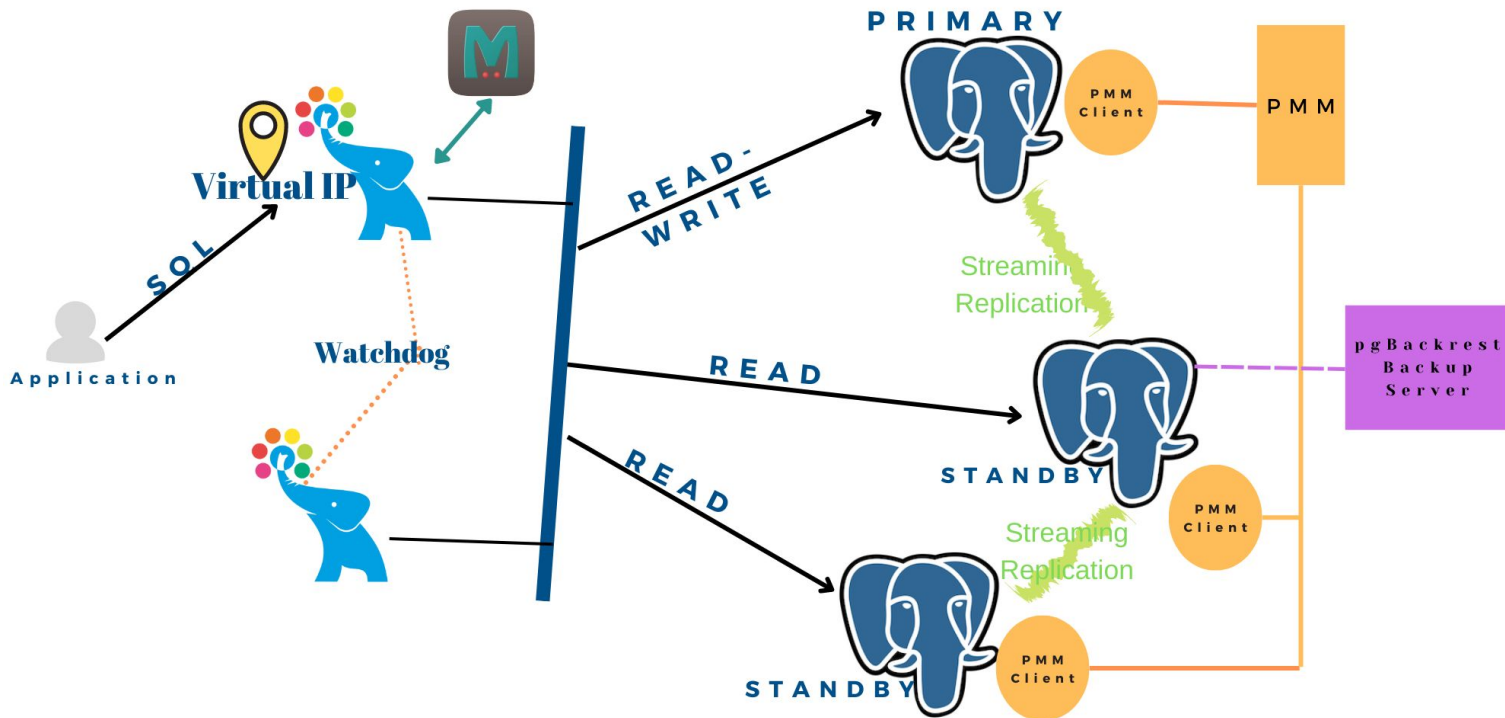 PRIMARY
PMM
Client
PMM
M
Virtual IP
READ-
WRITE
SQL
Streaming
Replication
Watchdog
Application
READ
pgBackrest
Backup
Server
STANDBY
READ
PMM
Client
Streaming
Replication
PMM
Client
STANDBY